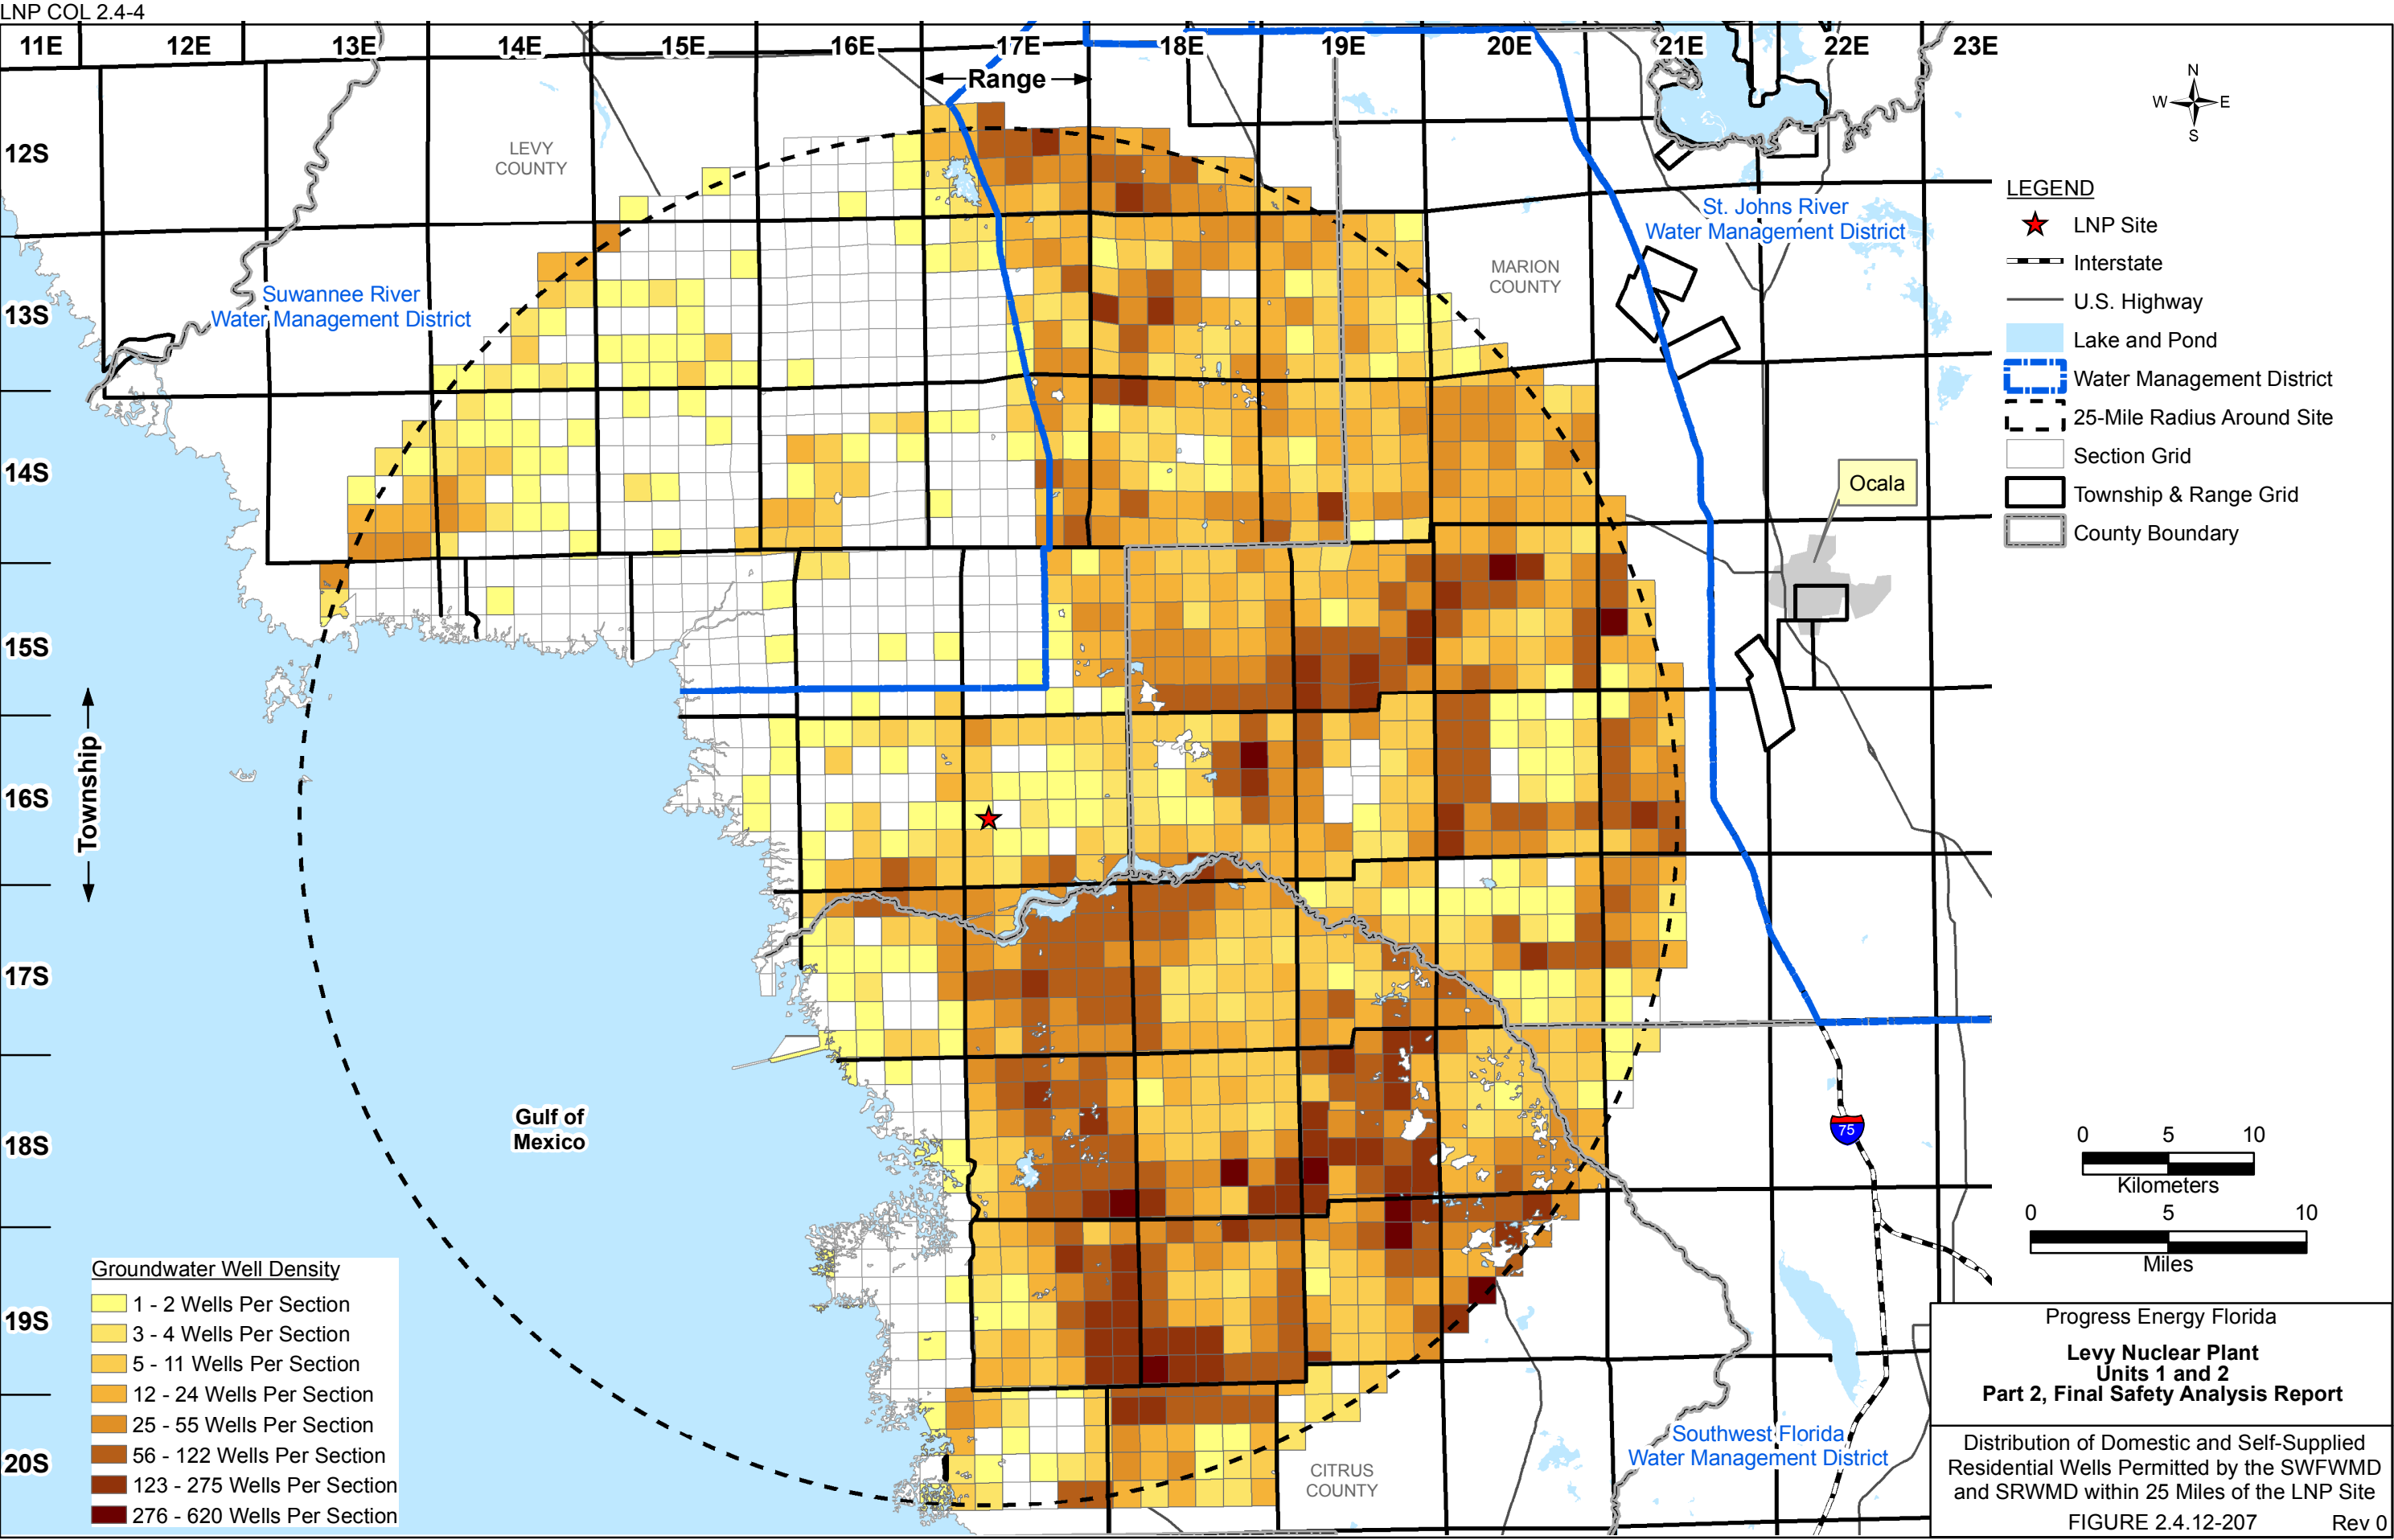 LNP COL 2.4-4
11E 12E 13E 14E 15E 16E 17E 18E 19E 20E 21E 22E 23E
Range
N
W E
S
12S
13S
14S
15S
16S
17S
18S
19S
20S
Township
LEVY
COUNTY
Suwannee River
Water Management District
St. Johns River
Water Management District
MARION
COUNTY
Ocala
LEGEND
LNP Site
Interstate
U.S. Highway
Lake and Pond
Water Management District
25-Mile Radius Around Site
Section Grid
Township & Range Grid
County Boundary
Gulf of
Mexico
75
0 5 10
Kilometers
0 5 10
Miles
Groundwater Well Density
1 - 2 Wells Per Section
3 - 4 Wells Per Section
5 - 11 Wells Per Section
12 - 24 Wells Per Section
25 - 55 Wells Per Section
56 - 122 Wells Per Section
123 - 275 Wells Per Section
276 - 620 Wells Per Section
CITRUS
COUNTY
Southwest Florida
Water Management District
Progress Energy Florida
Levy Nuclear Plant
Units 1 and 2
Part 2, Final Safety Analysis Report
Distribution of Domestic and Self-Supplied
Residential Wells Permitted by the SWFWMD
and SRWMD within 25 Miles of the LNP Site
FIGURE 2.4.12-207 Rev 0